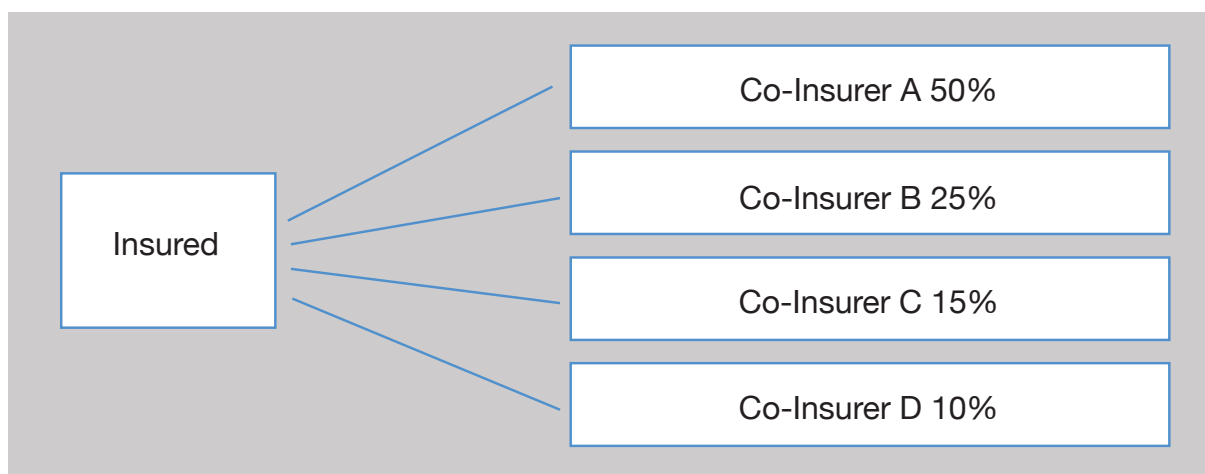 Insured
Co-Insurer A 50%
Co-Insurer B 25%
Co-Insurer C 15%
Co-Insurer D 10%